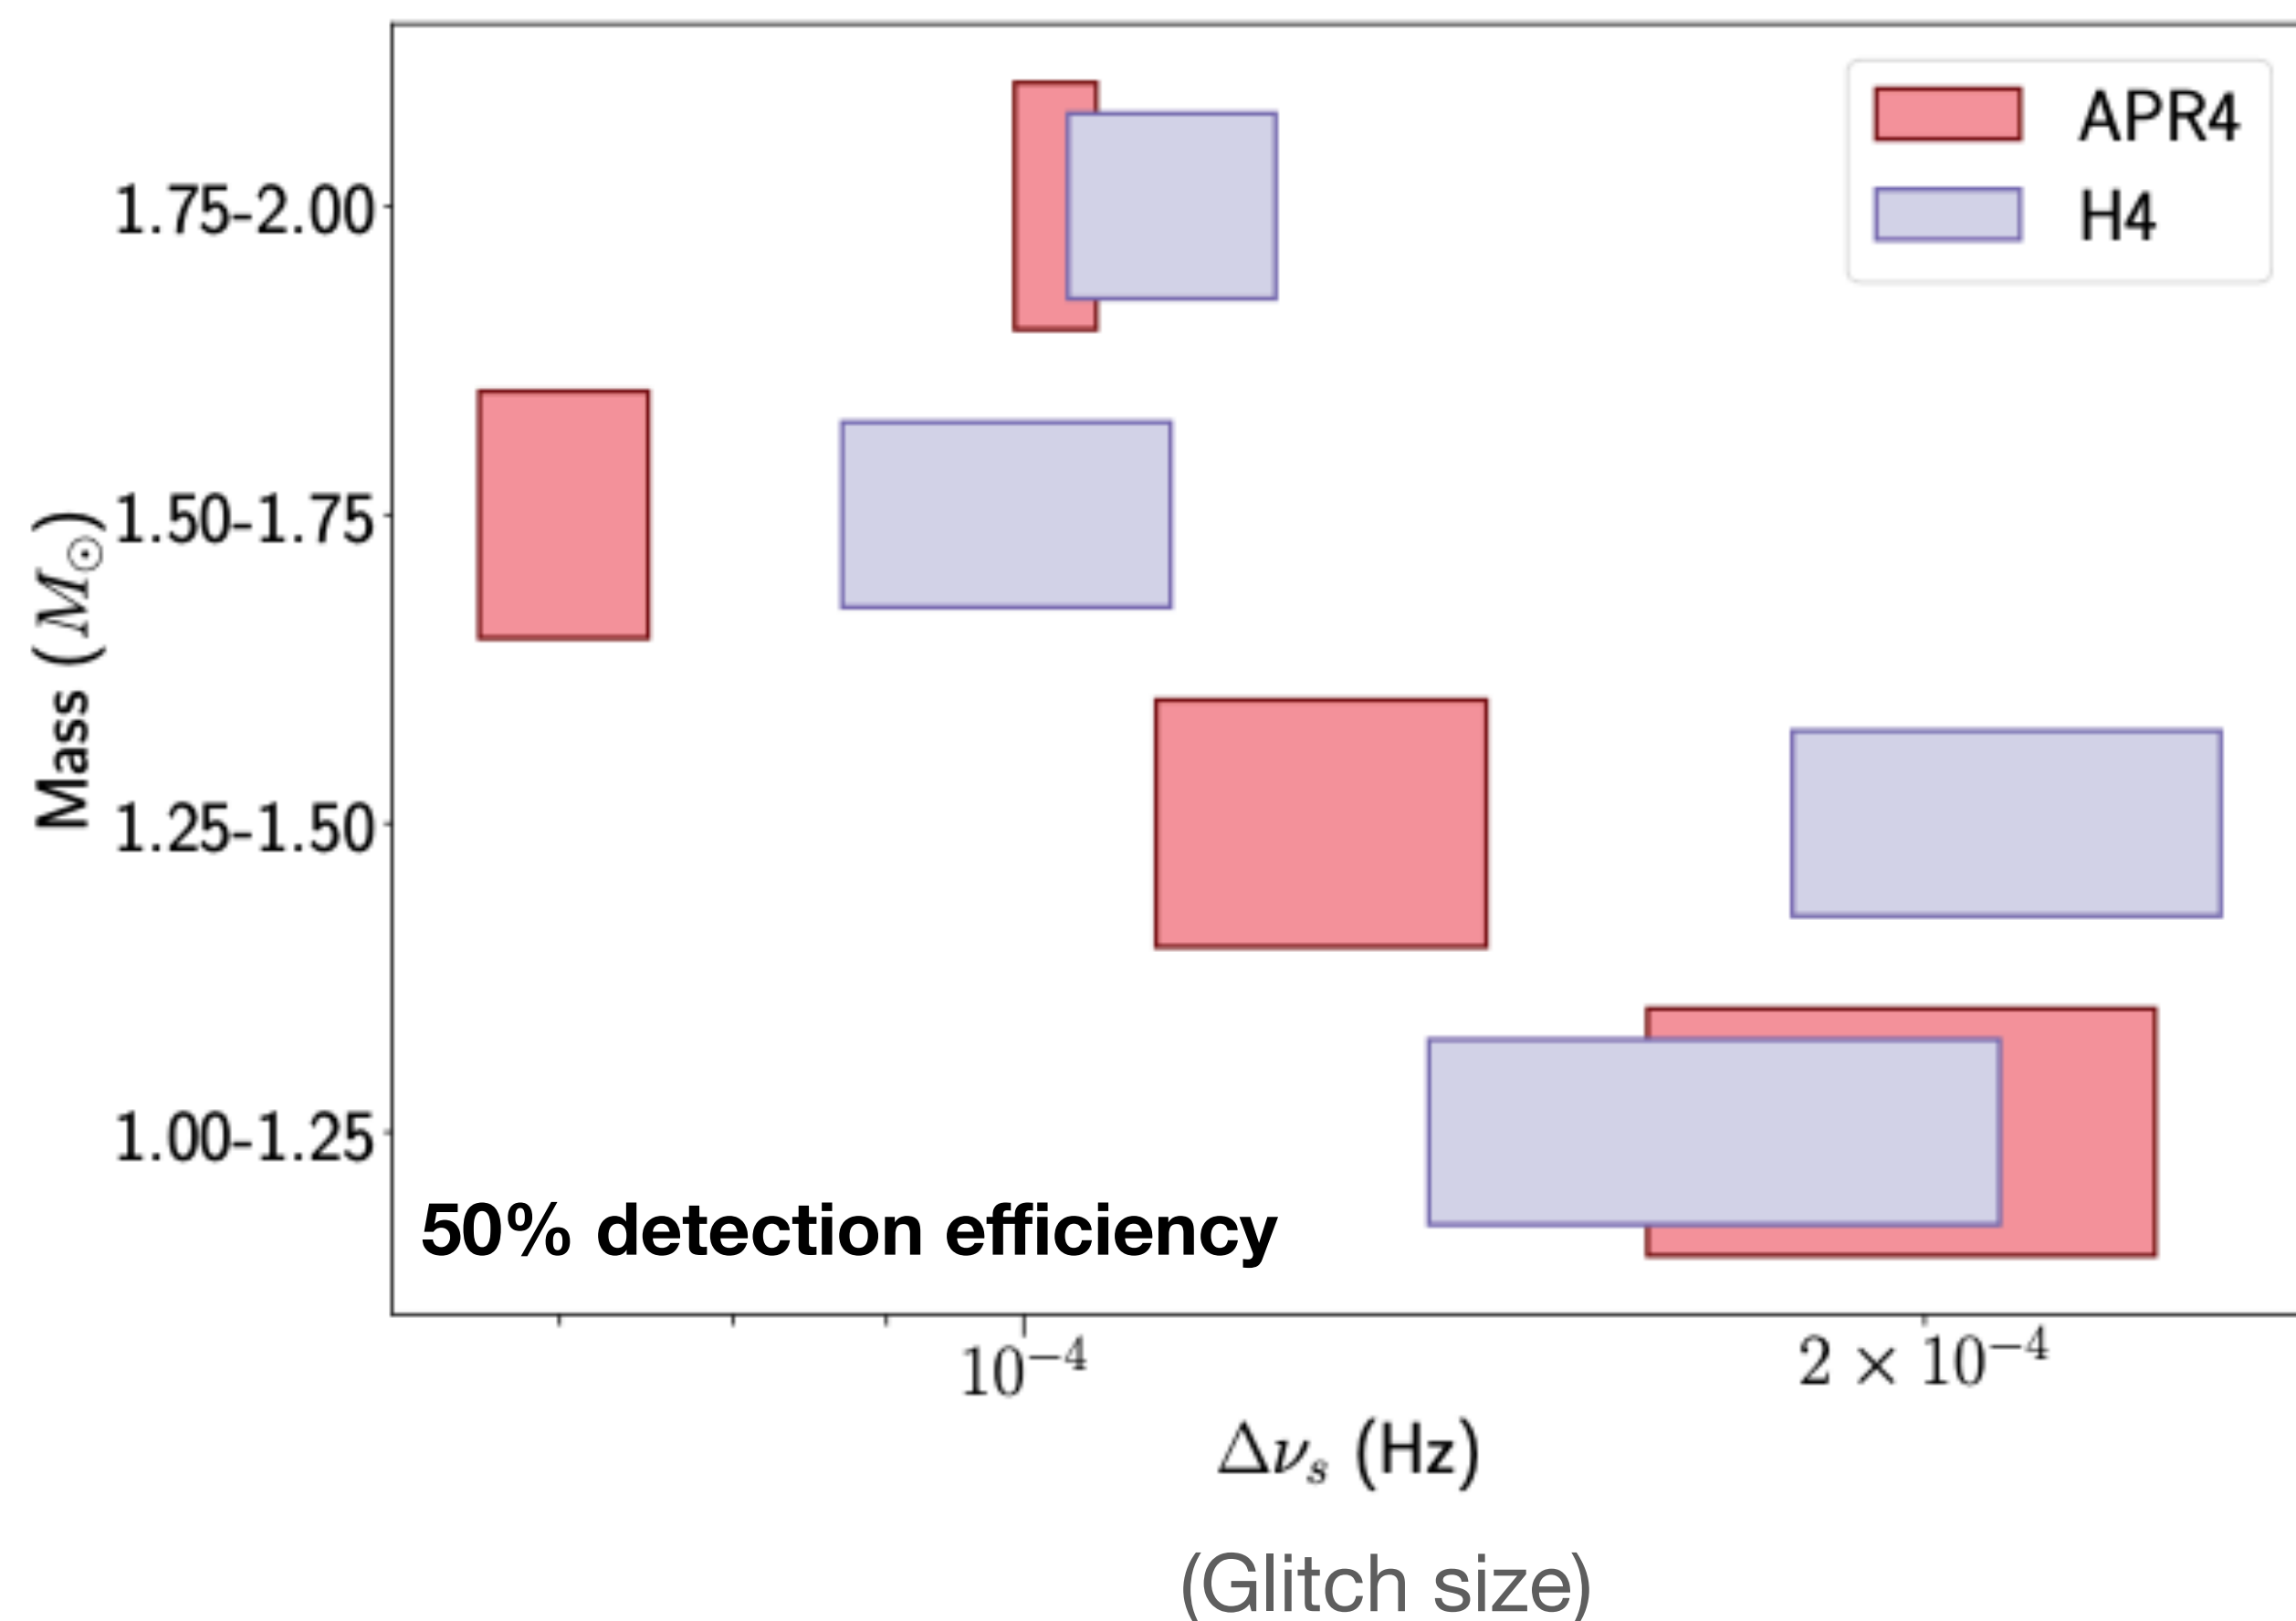 APR4
H4
1.75-2.00
1.50-1.75
1.25-1.50
1.00-1.25
Mass (M⊙)
50% detection efficiency
10⁻⁴
2 × 10⁻⁴
Δνₛ (Hz)
(Glitch size)